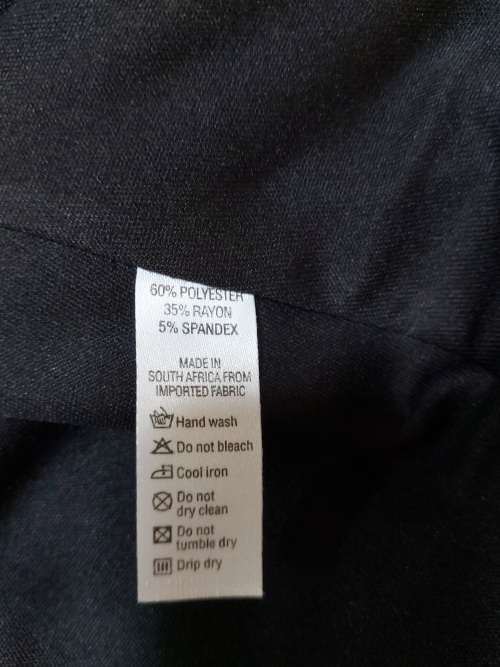 60% POLYESTER
35% RAYON
5% SPANDEX
MADE IN
SOUTH AFRICA FROM
IMPORTED FABRIC
Hand wash
Do not bleach
Cool iron
Do not
dry clean
Do not
tumble dry
Drip dry